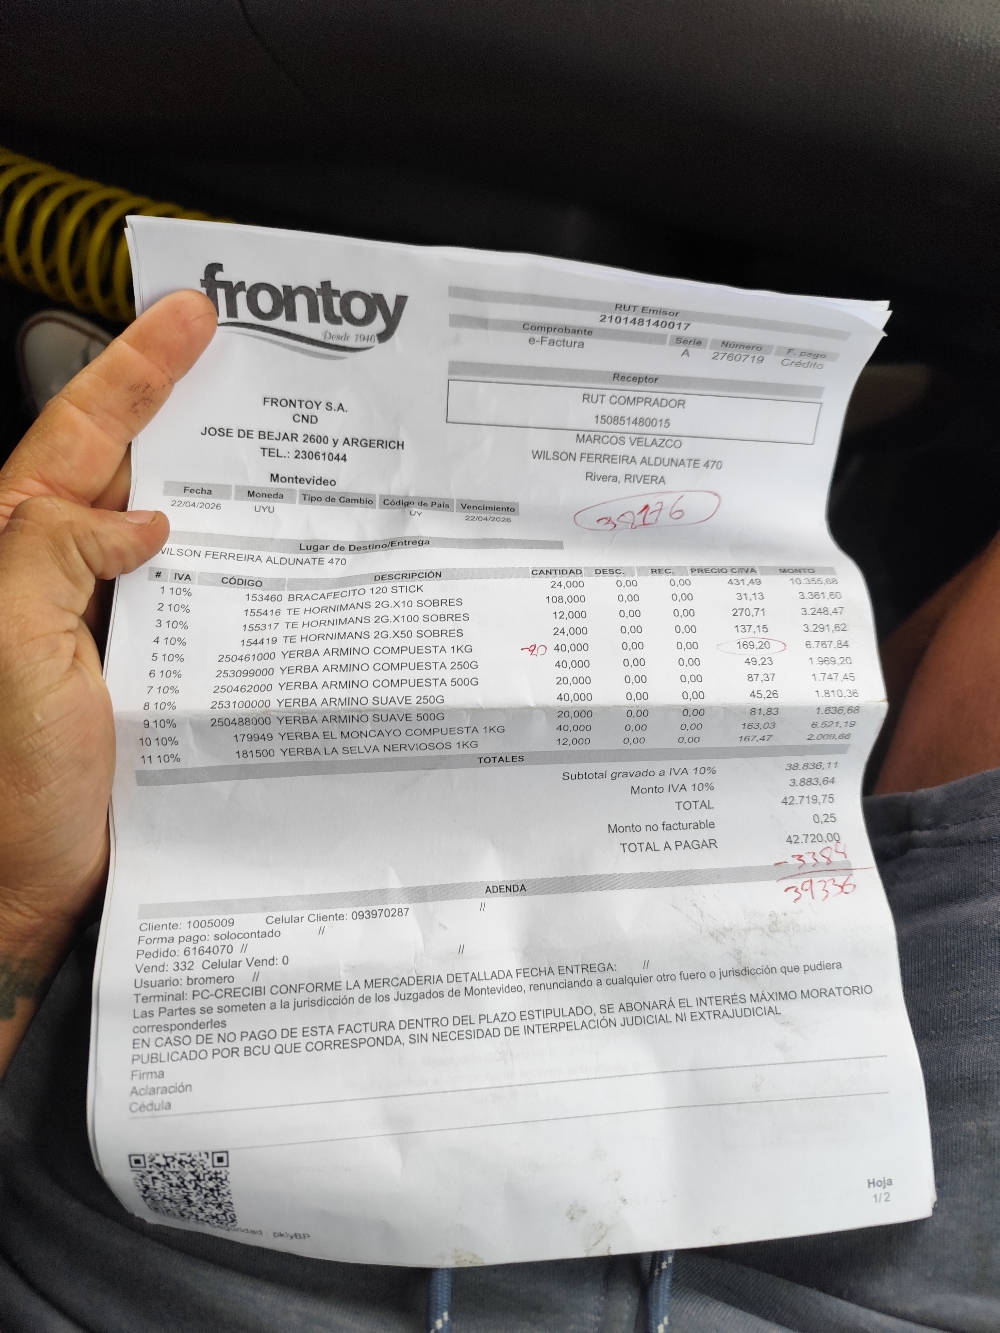 frontoy
Desde 1946
RUT Emisor
210148140017
Comprobante Serie Número F. pago
e-Factura A 2760719 Crédito
Receptor
RUT COMPRADOR
150851480015
MARCOS VELAZCO
WILSON FERREIRA ALDUNATE 470
Rivera, RIVERA
FRONTOY S.A.
CND
JOSE DE BEJAR 2600 y ARGERICH
TEL.: 23061044
Montevideo
Fecha Moneda Tipo de Cambio Código de País Vencimiento
22/04/2026 UYU UY 22/04/2026
Lugar de Destino/Entrega
WILSON FERREIRA ALDUNATE 470
# IVA CÓDIGO DESCRIPCIÓN CANTIDAD DESC. REC. PRECIO C/IVA MONTO
1 10% 153460 BRACAFECITO 120 STICK 24,000 0,00 0,00 431,49 10.355,68
2 10% 155416 TE HORNIMANS 2G.X10 SOBRES 108,000 0,00 0,00 31,13 3.361,60
3 10% 155317 TE HORNIMANS 2G.X100 SOBRES 12,000 0,00 0,00 270,71 3.248,47
4 10% 154419 TE HORNIMANS 2G.X50 SOBRES 24,000 0,00 0,00 137,15 3.291,62
5 10% 250461000 YERBA ARMINO COMPUESTA 1KG -20 40,000 0,00 0,00 169,20 6.767,84
6 10% 253099000 YERBA ARMINO COMPUESTA 250G 40,000 0,00 0,00 49,23 1.969,20
7 10% 250462000 YERBA ARMINO COMPUESTA 500G 20,000 0,00 0,00 87,37 1.747,45
8 10% 253100000 YERBA ARMINO SUAVE 250G 40,000 0,00 0,00 45,26 1.810,36
9 10% 250488000 YERBA ARMINO SUAVE 500G 20,000 0,00 0,00 81,83 1.636,68
10 10% 179949 YERBA EL MONCAYO COMPUESTA 1KG 40,000 0,00 0,00 163,03 6.521,19
11 10% 181500 YERBA LA SELVA NERVIOSOS 1KG 12,000 0,00 0,00 167,47 2.009,66
TOTALES
Subtotal gravado a IVA 10% 38.836,11
Monto IVA 10% 3.883,64
TOTAL 42.719,75
Monto no facturable 0,25
TOTAL A PAGAR 42.720,00
-3384
39336
ADENDA
Cliente: 1005009 Celular Cliente: 093970287 //
Forma pago: solocontado //
Pedido: 6164070 //
Vend: 332 Celular Vend: 0 //
Usuario: bromero //
Terminal: PC-CRECIBI CONFORME LA MERCADERIA DETALLADA FECHA ENTREGA: //
Las Partes se someten a la jurisdicción de los Juzgados de Montevideo, renunciando a cualquier otro fuero o jurisdicción que pudiera
corresponderles
EN CASO DE NO PAGO DE ESTA FACTURA DENTRO DEL PLAZO ESTIPULADO, SE ABONARÁ EL INTERÉS MÁXIMO MORATORIO
PUBLICADO POR BCU QUE CORRESPONDA, SIN NECESIDAD DE INTERPELACIÓN JUDICIAL NI EXTRAJUDICIAL
Firma
Aclaración
Cédula
Hoja
1/2